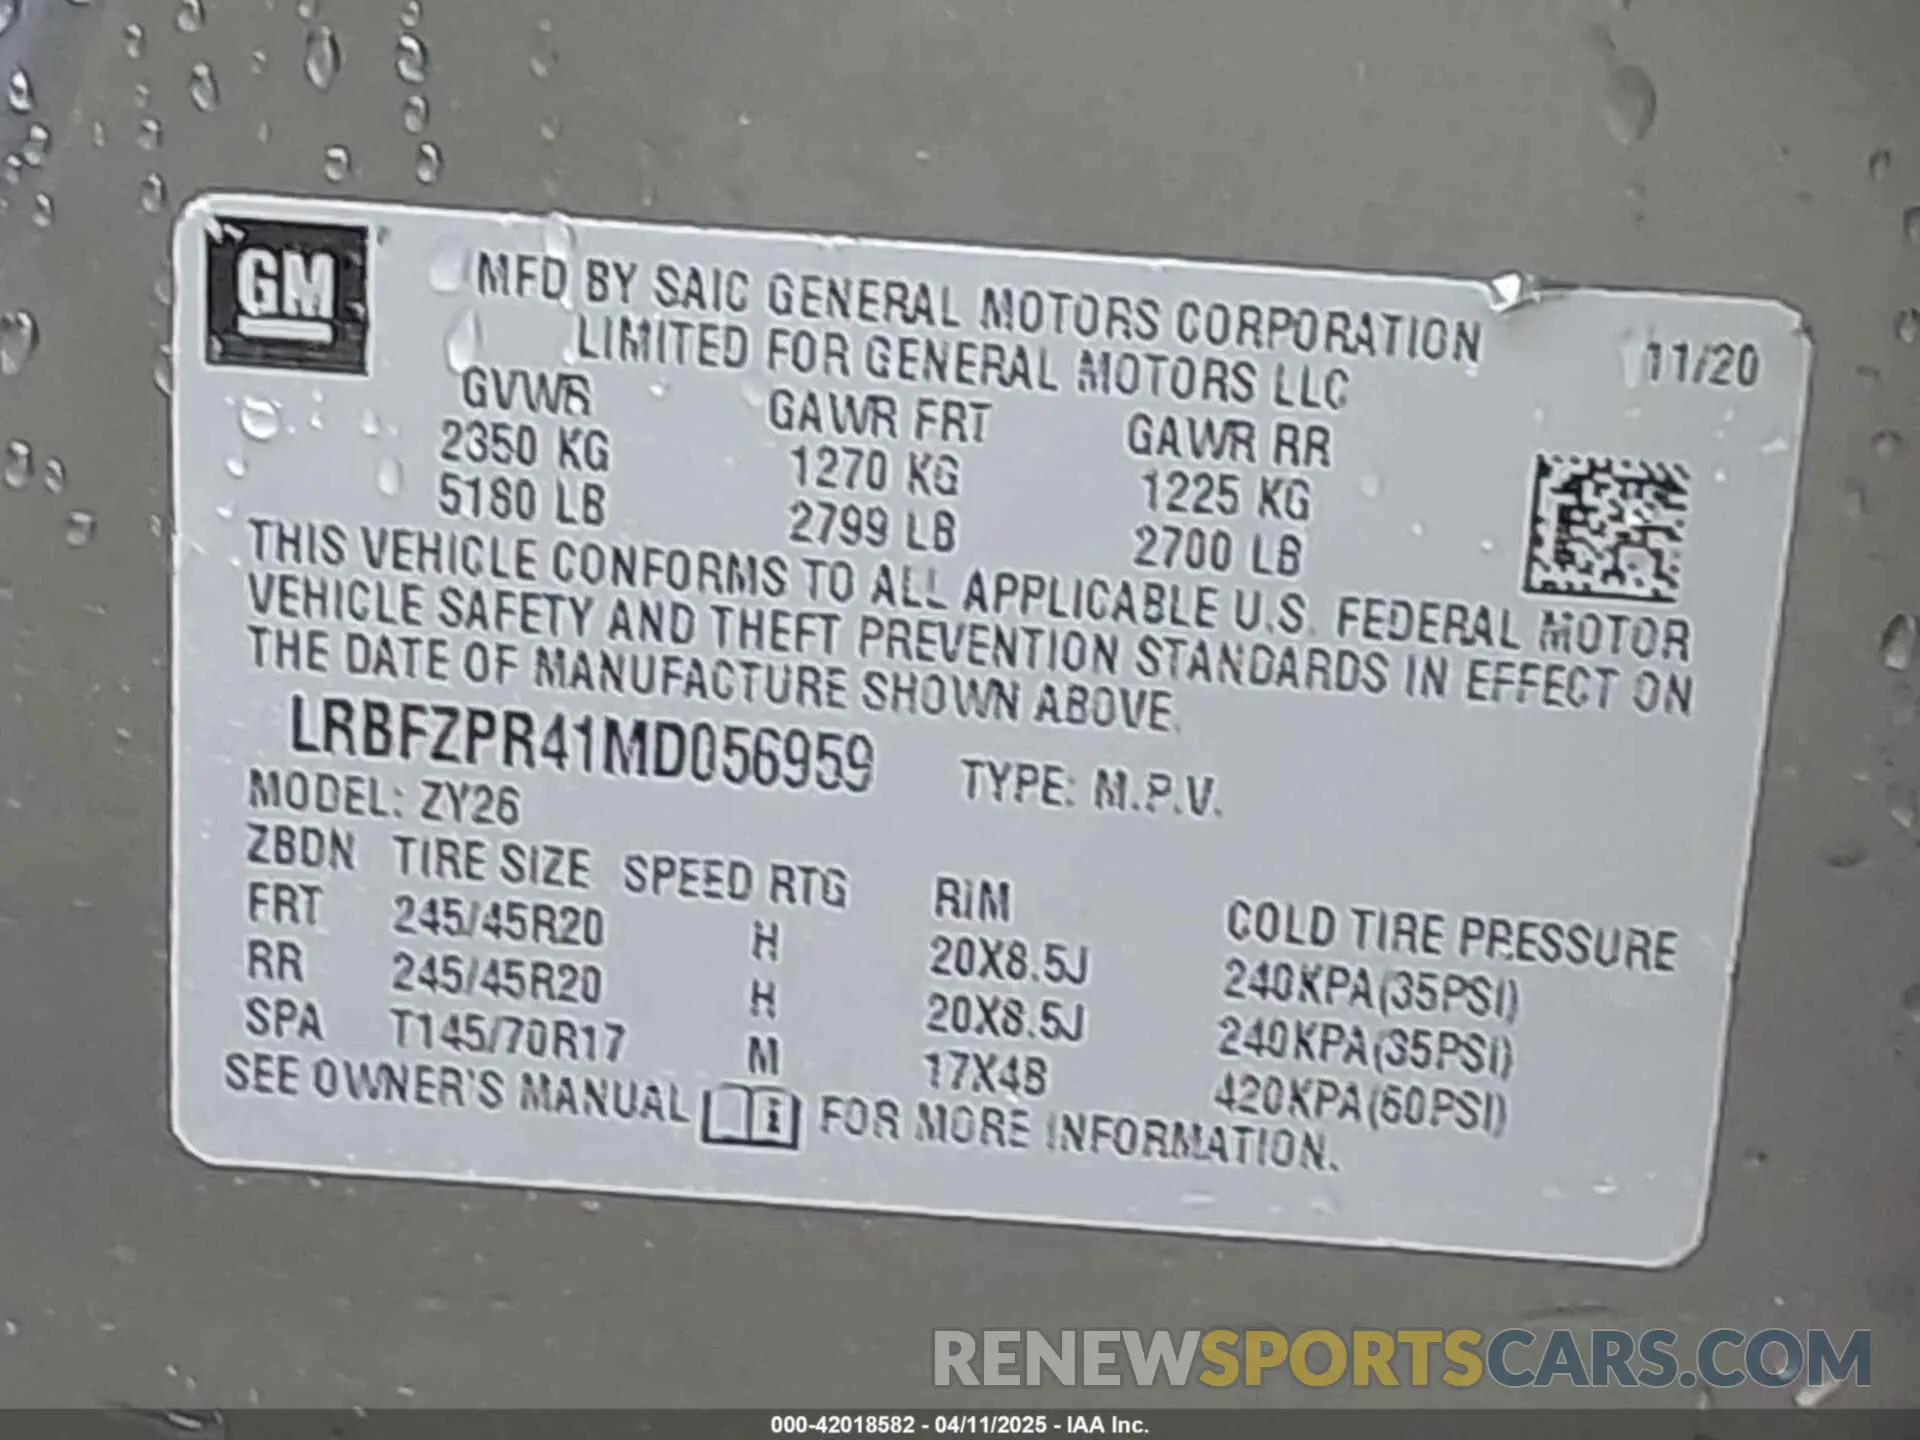 GM
MFD BY SAIC GENERAL MOTORS CORPORATION
LIMITED FOR GENERAL MOTORS LLC
11/20
GVWR GAWR FRT GAWR RR
2350 KG 1270 KG 1225 KG
5180 LB 2799 LB 2700 LB
THIS VEHICLE CONFORMS TO ALL APPLICABLE U.S. FEDERAL MOTOR
VEHICLE SAFETY AND THEFT PREVENTION STANDARDS IN EFFECT ON
THE DATE OF MANUFACTURE SHOWN ABOVE.
LRBFZPR41MD056959 TYPE: M.P.V.
MODEL: ZY26
ZBDN TIRE SIZE SPEED RTG RIM COLD TIRE PRESSURE
FRT 245/45R20 H 20X8.5J 240KPA(35PSI)
RR 245/45R20 H 20X8.5J 240KPA(35PSI)
SPA T145/70R17 M 17X4B 420KPA(60PSI)
SEE OWNER'S MANUAL FOR MORE INFORMATION.
RENEWSPORTSCARS.COM
000-42018582 - 04/11/2025 - IAA Inc.